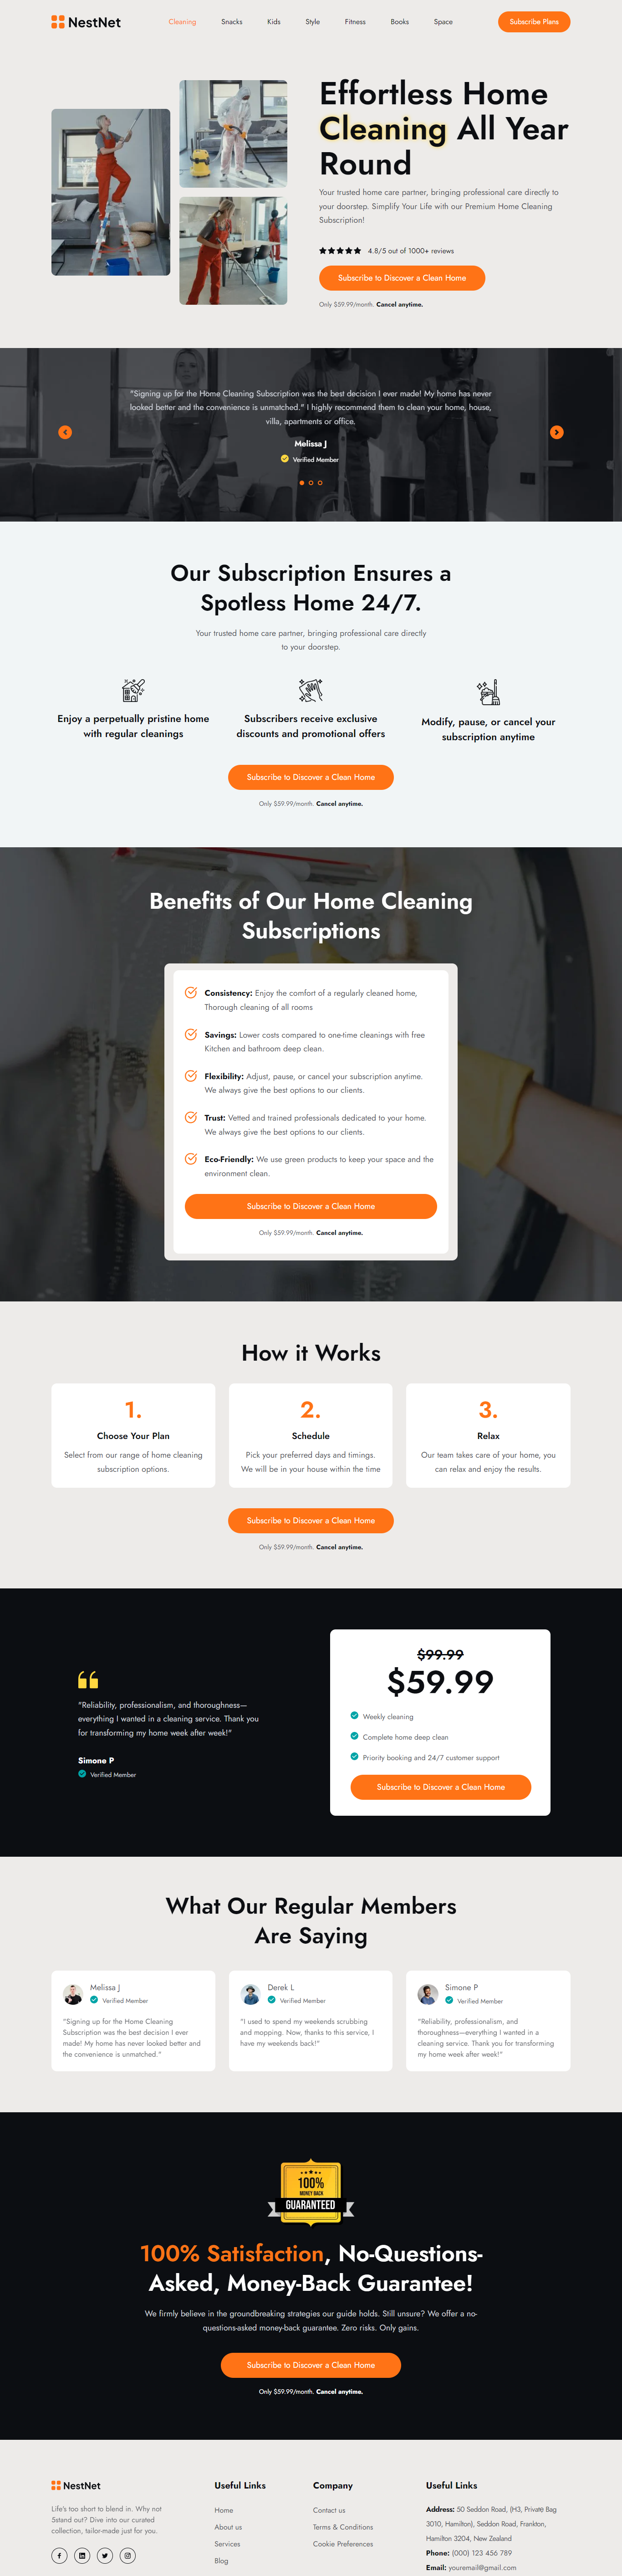 NestNet
Cleaning Snacks Kids Style Fitness Books Space
Subscribe Plans
Effortless Home
Cleaning All Year
Round
Your trusted home care partner, bringing professional care directly to
your doorstep. Simplify Your Life with our Premium Home Cleaning
Subscription!
4.8/5 out of 1000+ reviews
Subscribe to Discover a Clean Home
Only $59.99/month. Cancel anytime.
"Signing up for the Home Cleaning Subscription was the best decision I ever made! My home has never
looked better and the convenience is unmatched." I highly recommend them to clean your home, house,
villa, apartments or office.
Melissa J
Verified Member
Our Subscription Ensures a
Spotless Home 24/7.
Your trusted home care partner, bringing professional care directly
to your doorstep.
Enjoy a perpetually pristine home
with regular cleanings
Subscribers receive exclusive
discounts and promotional offers
Modify, pause, or cancel your
subscription anytime
Subscribe to Discover a Clean Home
Only $59.99/month. Cancel anytime.
Benefits of Our Home Cleaning
Subscriptions
Consistency: Enjoy the comfort of a regularly cleaned home,
Thorough cleaning of all rooms
Savings: Lower costs compared to one-time cleanings with free
Kitchen and bathroom deep clean.
Flexibility: Adjust, pause, or cancel your subscription anytime.
We always give the best options to our clients.
Trust: Vetted and trained professionals dedicated to your home.
We always give the best options to our clients.
Eco-Friendly: We use green products to keep your space and the
environment clean.
Subscribe to Discover a Clean Home
Only $59.99/month. Cancel anytime.
How it Works
1.
Choose Your Plan
Select from our range of home cleaning
subscription options.
2.
Schedule
Pick your preferred days and timings.
We will be in your house within the time
3.
Relax
Our team takes care of your home, you
can relax and enjoy the results.
Subscribe to Discover a Clean Home
Only $59.99/month. Cancel anytime.
"Reliability, professionalism, and thoroughness—
everything I wanted in a cleaning service. Thank you
for transforming my home week after week!"
Simone P
Verified Member
$99.99
$59.99
Weekly cleaning
Complete home deep clean
Priority booking and 24/7 customer support
Subscribe to Discover a Clean Home
What Our Regular Members
Are Saying
Melissa J
Verified Member
"Signing up for the Home Cleaning
Subscription was the best decision I ever
made! My home has never looked better and
the convenience is unmatched."
Derek L
Verified Member
"I used to spend my weekends scrubbing
and mopping. Now, thanks to this service, I
have my weekends back!"
Simone P
Verified Member
"Reliability, professionalism, and
thoroughness—everything I wanted in a
cleaning service. Thank you for transforming
my home week after week!"
100%
MONEY BACK
GUARANTEED
100% Satisfaction, No-Questions-
Asked, Money-Back Guarantee!
We firmly believe in the groundbreaking strategies our guide holds. Still unsure? We offer a no-
questions-asked money-back guarantee. Zero risks. Only gains.
Subscribe to Discover a Clean Home
Only $59.99/month. Cancel anytime.
NestNet
Life's too short to blend in. Why not
5stand out? Dive into our curated
collection, tailor-made just for you.
Useful Links
Home
About us
Services
Blog
Company
Contact us
Terms & Conditions
Cookie Preferences
Useful Links
Address: 50 Seddon Road, (H3, Private Bag
3010, Hamilton), Seddon Road, Frankton,
Hamilton 3204, New Zealand
Phone: (000) 123 456 789
Email: youremail@gmail.com